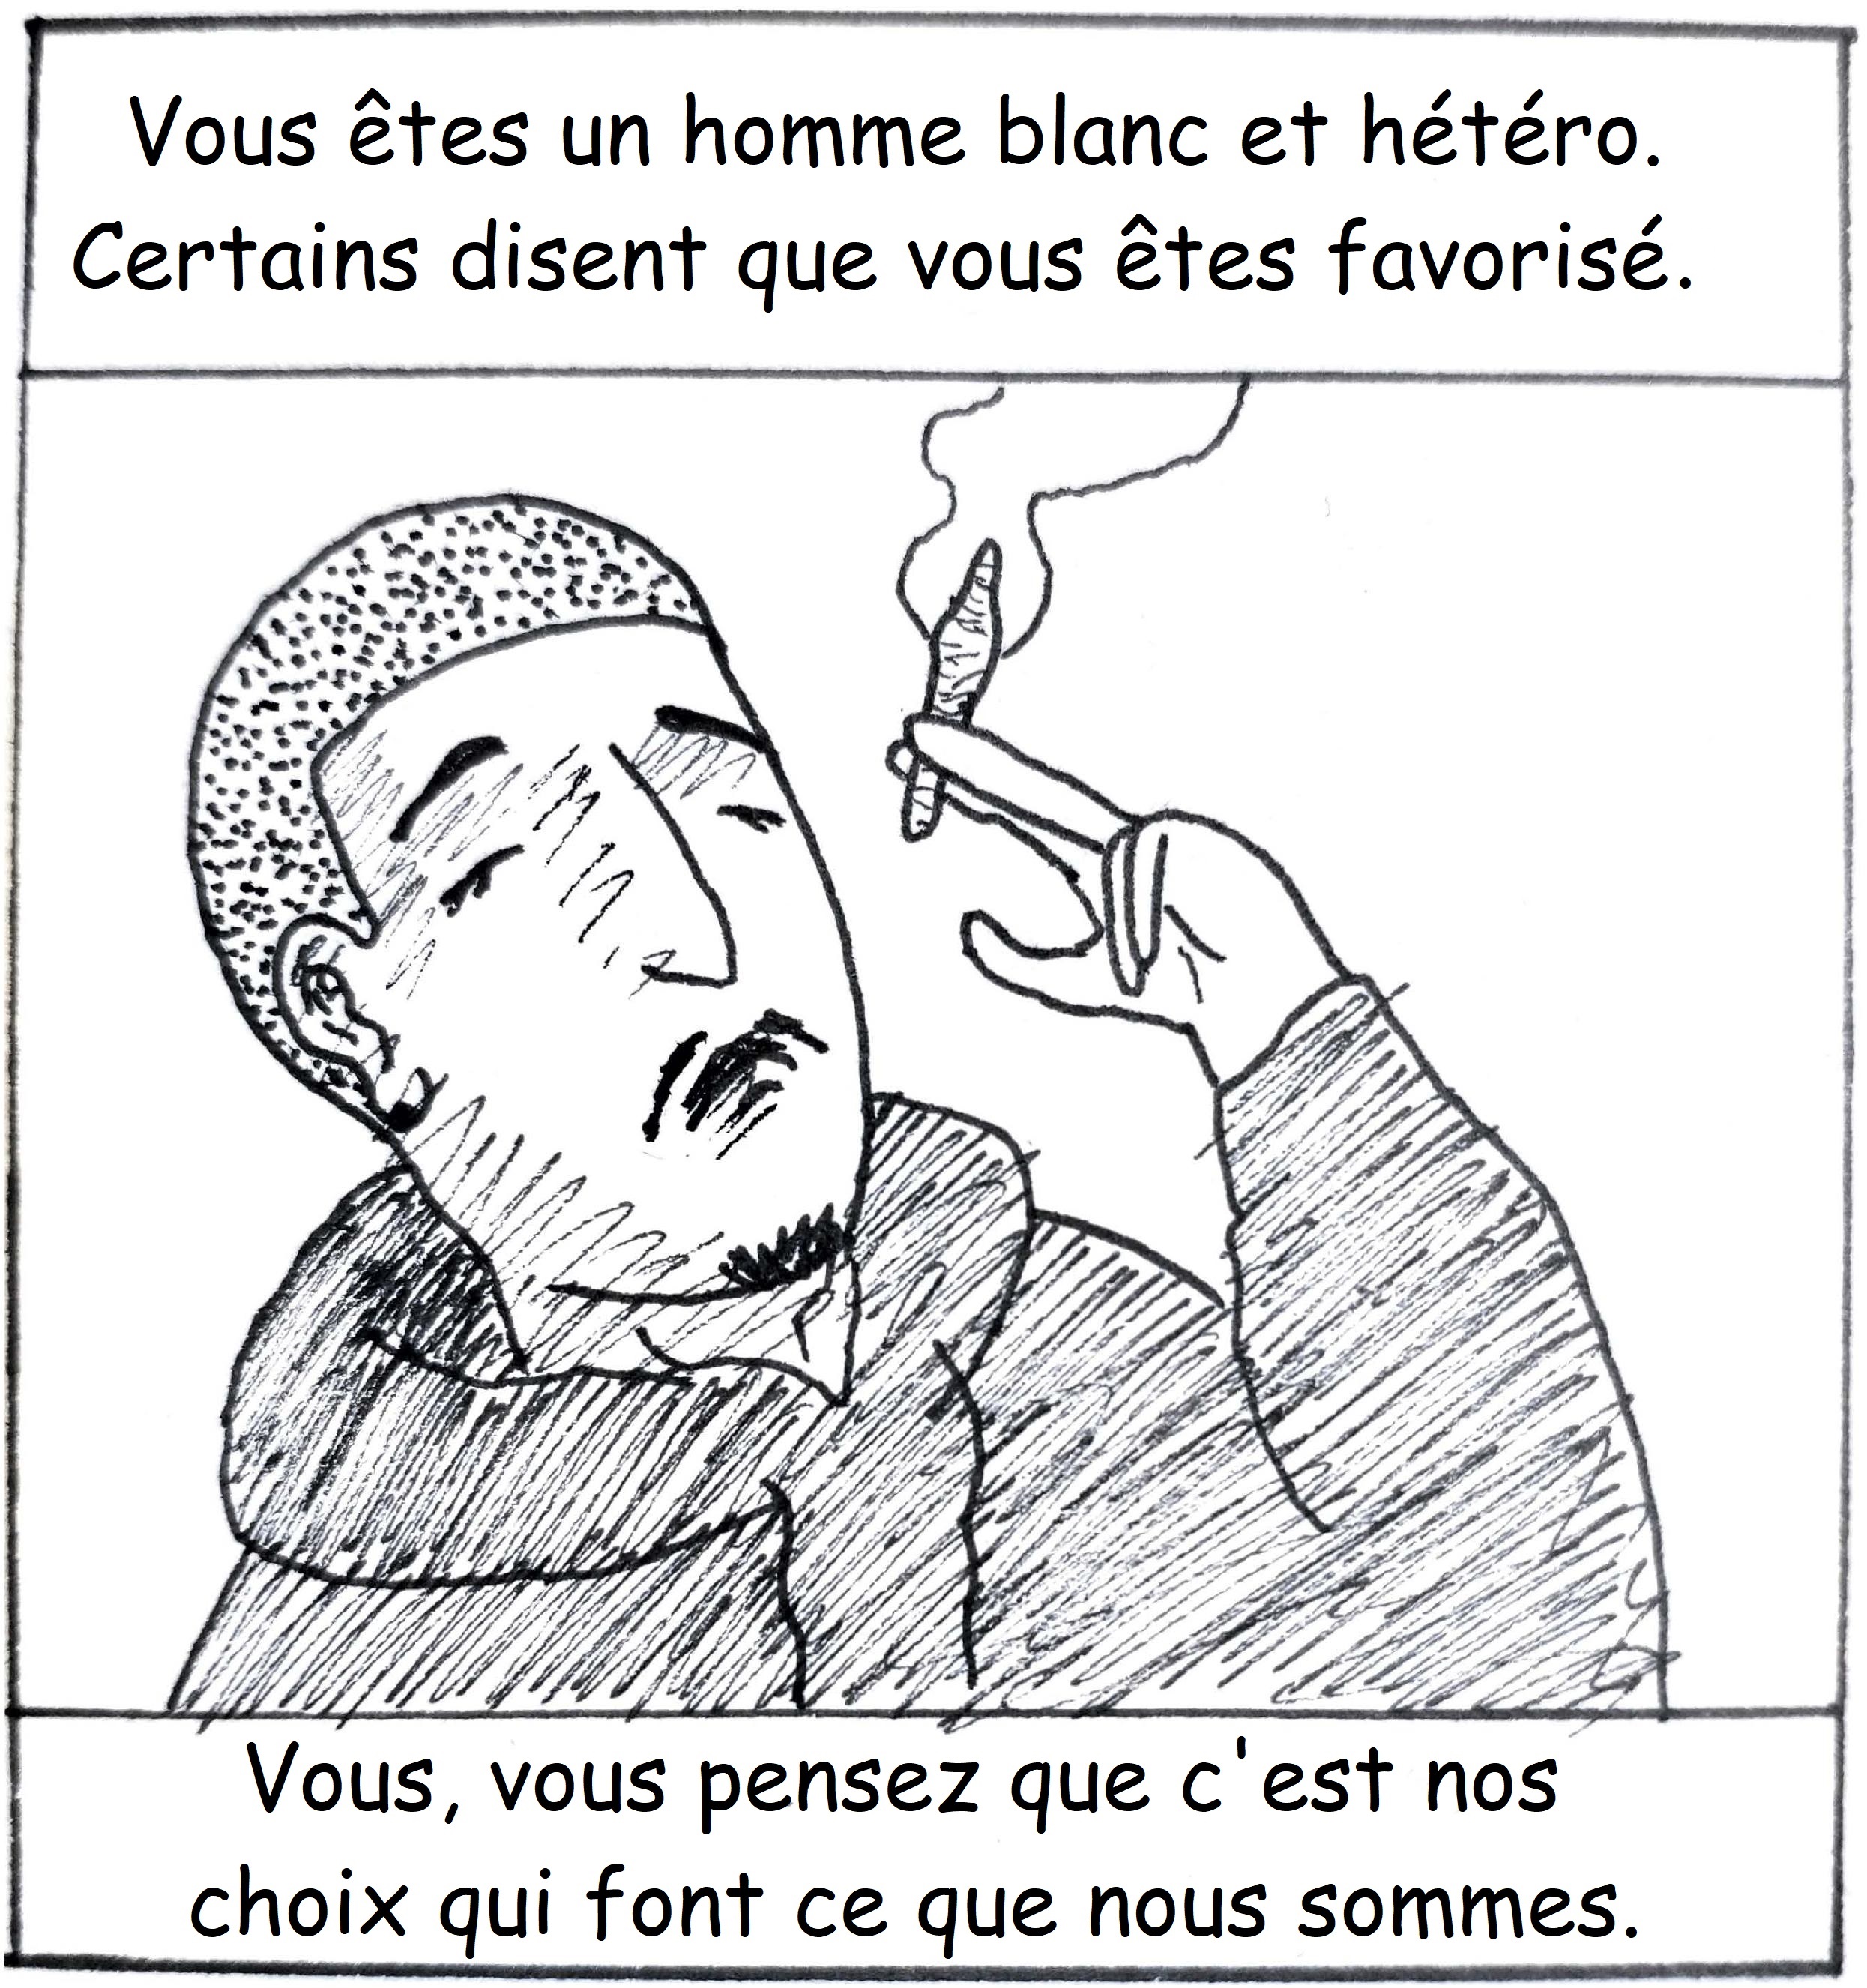 Vous êtes un homme blanc et hétéro.
Certains disent que vous êtes favorisé.
Vous, vous pensez que c'est nos
choix qui font ce que nous sommes.